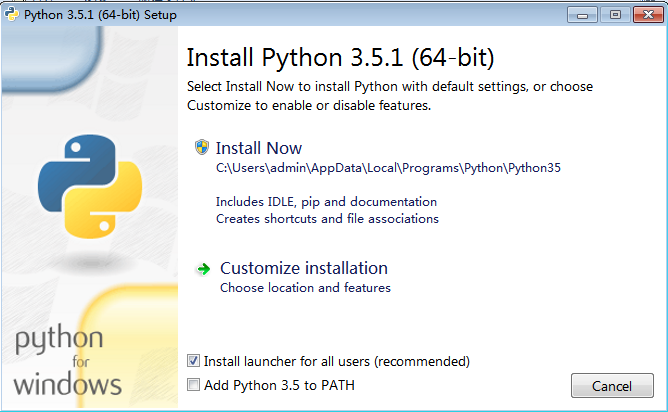 Python 3.5.1 (64-bit) Setup
Install Python 3.5.1 (64-bit)
Select Install Now to install Python with default settings, or choose
Customize to enable or disable features.
Install Now
C:\Users\admin\AppData\Local\Programs\Python\Python35
Includes IDLE, pip and documentation
Creates shortcuts and file associations
Customize installation
Choose location and features
python
for
windows
Install launcher for all users (recommended)
Add Python 3.5 to PATH
Cancel